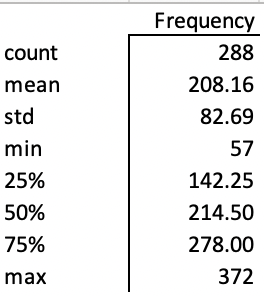 Frequency
count 288
mean 208.16
std 82.69
min 57
25% 142.25
50% 214.50
75% 278.00
max 372